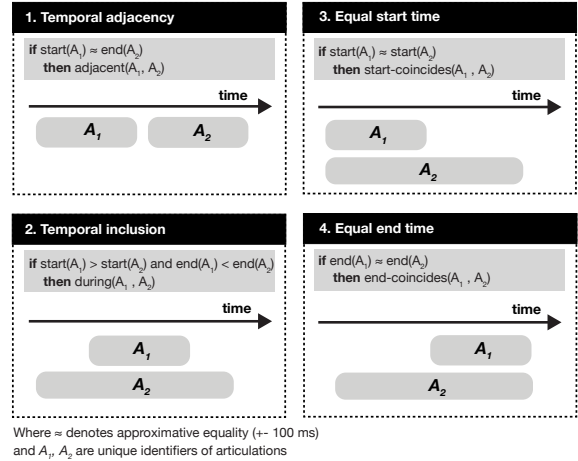 1. Temporal adjacency
if start(A₁) ≈ end(A₂)
then adjacent(A₁, A₂)
time
A₁ A₂
2. Temporal inclusion
if start(A₁) > start(A₂) and end(A₁) < end(A₂)
then during(A₁ , A₂)
time
A₁
A₂
3. Equal start time
if start(A₁) ≈ start(A₂)
then start-coincides(A₁ , A₂)
time
A₁
A₂
4. Equal end time
if end(A₁) ≈ end(A₂)
then end-coincides(A₁ , A₂)
time
A₁
A₂
Where ≈ denotes approximative equality (+- 100 ms)
and A₁, A₂ are unique identifiers of articulations